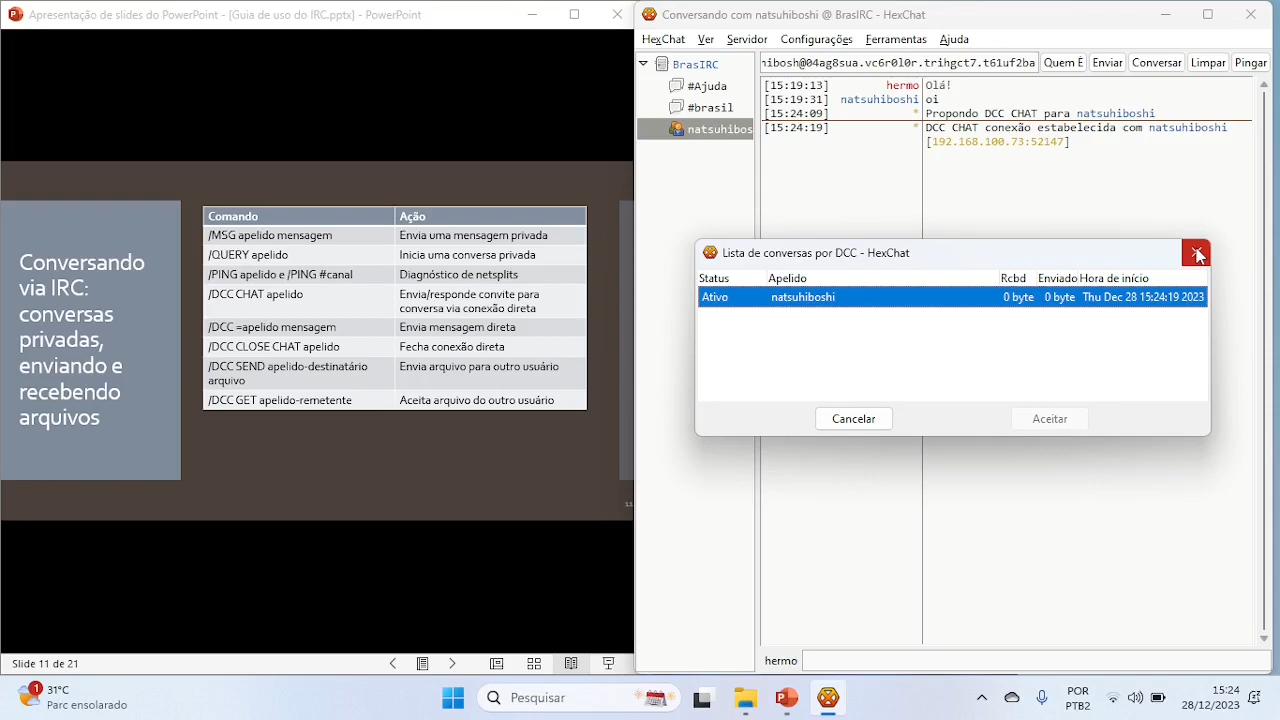 Apresentação de slides do PowerPoint - [Guia de uso do IRC.pptx] - PowerPoint
Conversando
via IRC:
conversas
privadas,
enviando e
recebendo
arquivos
Comando Ação
/MSG apelido mensagem Envia uma mensagem privada
/QUERY apelido Inicia uma conversa privada
/PING apelido e /PING #canal Diagnóstico de netsplits
/DCC CHAT apelido Envia/responde convite para
conversa via conexão direta
/DCC =apelido mensagem Envia mensagem direta
/DCC CLOSE CHAT apelido Fecha conexão direta
/DCC SEND apelido-destinatário Envia arquivo para outro usuário
arquivo
/DCC GET apelido-remetente Aceita arquivo do outro usuário
11
Slide 11 de 21
Conversando com natsuhiboshi @ BrasIRC - HexChat
HexChat Ver Servidor Configurações Ferramentas Ajuda
BrasIRC
#Ajuda
#brasil
natsuhibos
hibosh@04ag8sua.vc6r0l0r.trihgct7.t61uf2ba Quem É Enviar Conversar Limpar Pingar
[15:19:13] hermo Olá!
[15:19:31] natsuhiboshi oi
[15:24:09] * Propondo DCC CHAT para natsuhiboshi
[15:24:19] * DCC CHAT conexão estabelecida com natsuhiboshi
[192.168.100.73:52147]
Lista de conversas por DCC - HexChat
Status Apelido Rcbd Enviado Hora de início
Ativo natsuhiboshi 0 byte 0 byte Thu Dec 28 15:24:19 2023
Cancelar Aceitar
hermo
1 31°C
Parc ensolarado
Pesquisar
POR
PTB2
15:24
28/12/2023